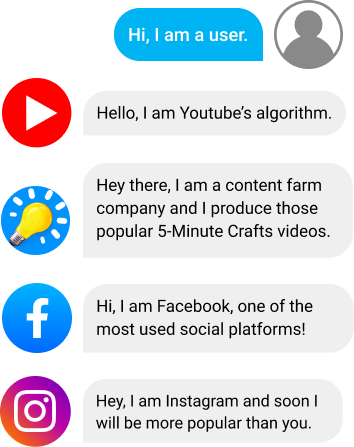 Hi, I am a user.
Hello, I am Youtube’s algorithm.
Hey there, I am a content farm
company and I produce those
popular 5-Minute Crafts videos.
Hi, I am Facebook, one of the
most used social platforms!
Hey, I am Instagram and soon I
will be more popular than you.